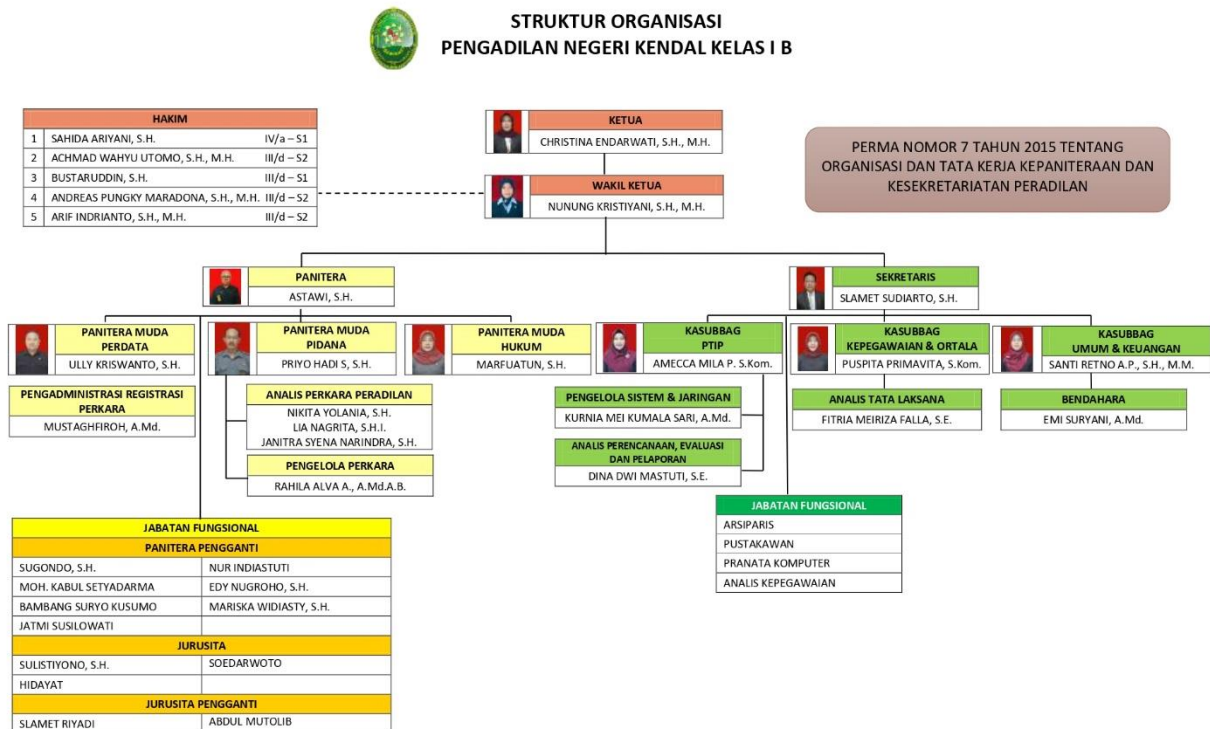 STRUKTUR ORGANISASI
PENGADILAN NEGERI KENDAL KELAS I B
HAKIM
1 SAHIDA ARIYANI, S.H. IV/a – S1
2 ACHMAD WAHYU UTOMO, S.H., M.H. III/d – S2
3 BUSTARUDDIN, S.H. III/d – S1
4 ANDREAS PUNGKY MARADONA, S.H., M.H. III/d – S2
5 ARIF INDRIANTO, S.H., M.H. III/d – S2
KETUA
CHRISTINA ENDARWATI, S.H., M.H.
WAKIL KETUA
NUNUNG KRISTIYANI, S.H., M.H.
PERMA NOMOR 7 TAHUN 2015 TENTANG
ORGANISASI DAN TATA KERJA KEPANITERAAN DAN
KESEKRETARIATAN PERADILAN
PANITERA
ASTAWI, S.H.
SEKRETARIS
SLAMET SUDIARTO, S.H.
PANITERA MUDA
PERDATA
ULLY KRISWANTO, S.H.
PANITERA MUDA
PIDANA
PRIYO HADI S, S.H.
PANITERA MUDA
HUKUM
MARFUATUN, S.H.
KASUBBAG
PTIP
AMECCA MILA P. S.Kom.
KASUBBAG
KEPEGAWAIAN & ORTALA
PUSPITA PRIMAVITA, S.Kom.
KASUBBAG
UMUM & KEUANGAN
SANTI RETNO A.P., S.H., M.M.
PENGADMINISTRASI REGISTRASI
PERKARA
MUSTAGHFIROH, A.Md.
ANALIS PERKARA PERADILAN
NIKITA YOLANIA, S.H.
LIA NAGRITA, S.H.I.
JANITRA SYENA NARINDRA, S.H.
PENGELOLA PERKARA
RAHILA ALVA A., A.Md.A.B.
PENGELOLA SISTEM & JARINGAN
KURNIA MEI KUMALA SARI, A.Md.
ANALIS PERENCANAAN, EVALUASI
DAN PELAPORAN
DINA DWI MASTUTI, S.E.
ANALIS TATA LAKSANA
FITRIA MEIRIZA FALLA, S.E.
BENDAHARA
EMI SURYANI, A.Md.
JABATAN FUNGSIONAL
ARSIPARIS
PUSTAKAWAN
PRANATA KOMPUTER
ANALIS KEPEGAWAIAN
JABATAN FUNGSIONAL
PANITERA PENGGANTI
SUGONDO, S.H. NUR INDIASTUTI
MOH. KABUL SETYADARMA EDY NUGROHO, S.H.
BAMBANG SURYO KUSUMO MARISKA WIDIASTY, S.H.
JATMI SUSILOWATI
JURUSITA
SULISTIYONO, S.H. SOEDARWOTO
HIDAYAT
JURUSITA PENGGANTI
SLAMET RIYADI ABDUL MUTOLIB